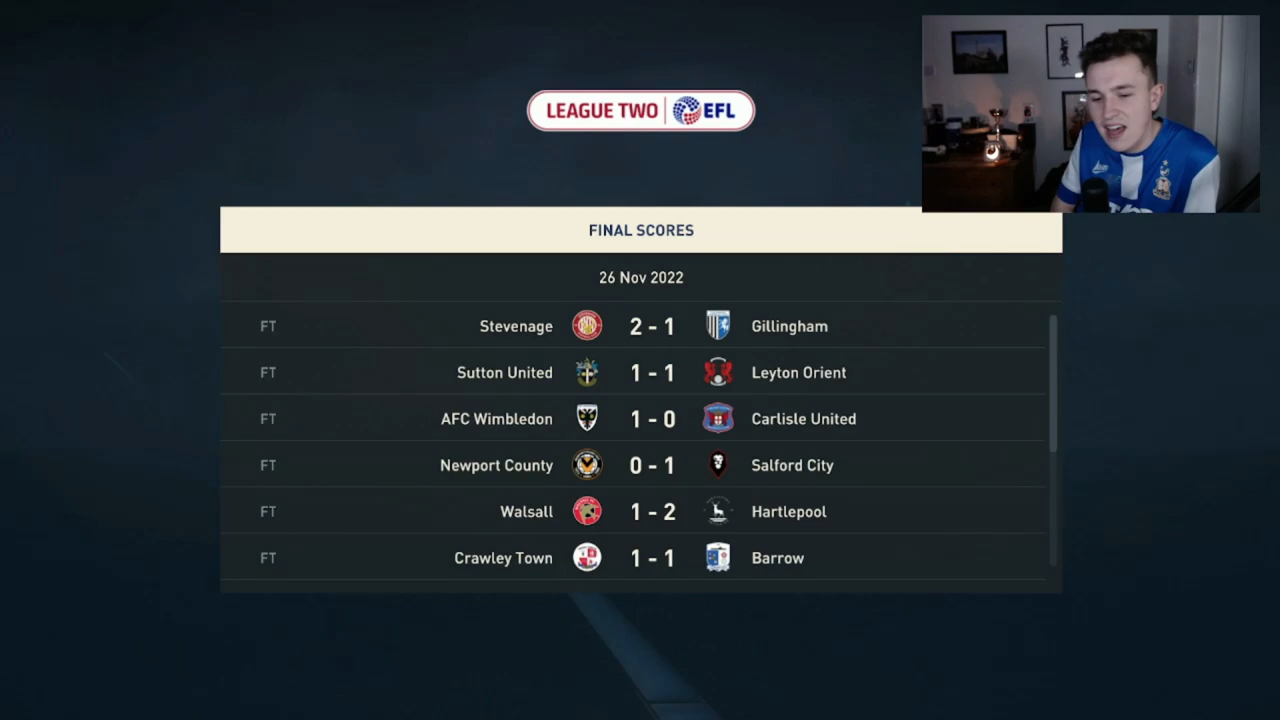 LEAGUE TWO EFL
FINAL SCORES
26 Nov 2022
FT Stevenage 2 - 1 Gillingham
FT Sutton United 1 - 1 Leyton Orient
FT AFC Wimbledon 1 - 0 Carlisle United
FT Newport County 0 - 1 Salford City
FT Walsall 1 - 2 Hartlepool
FT Crawley Town 1 - 1 Barrow